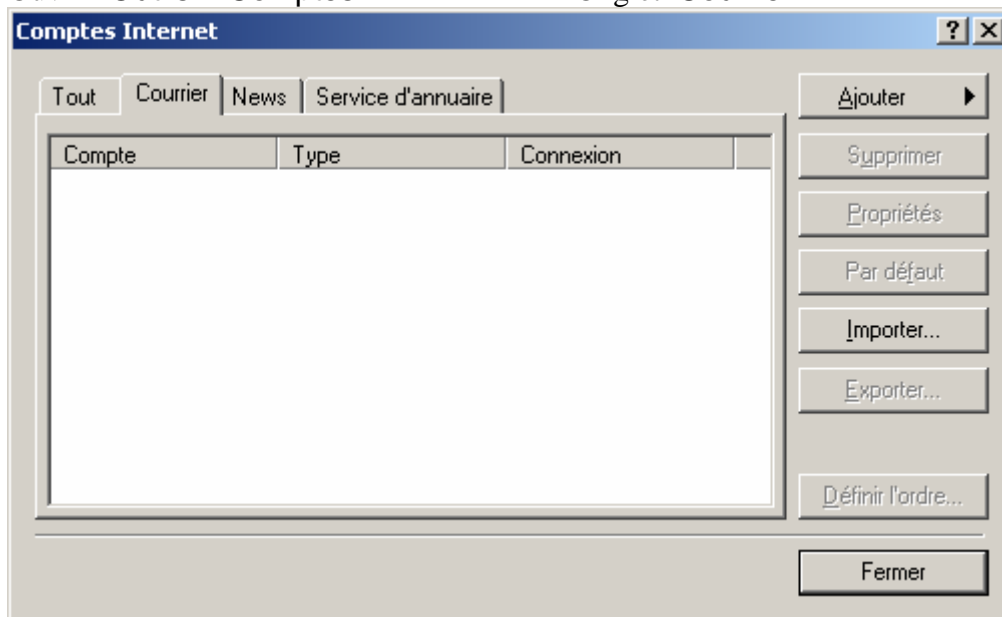 Comptes Internet
Tout Courrier News Service d'annuaire
Compte Type Connexion
Ajouter
Supprimer
Propriétés
Par défaut
Importer...
Exporter...
Définir l'ordre...
Fermer